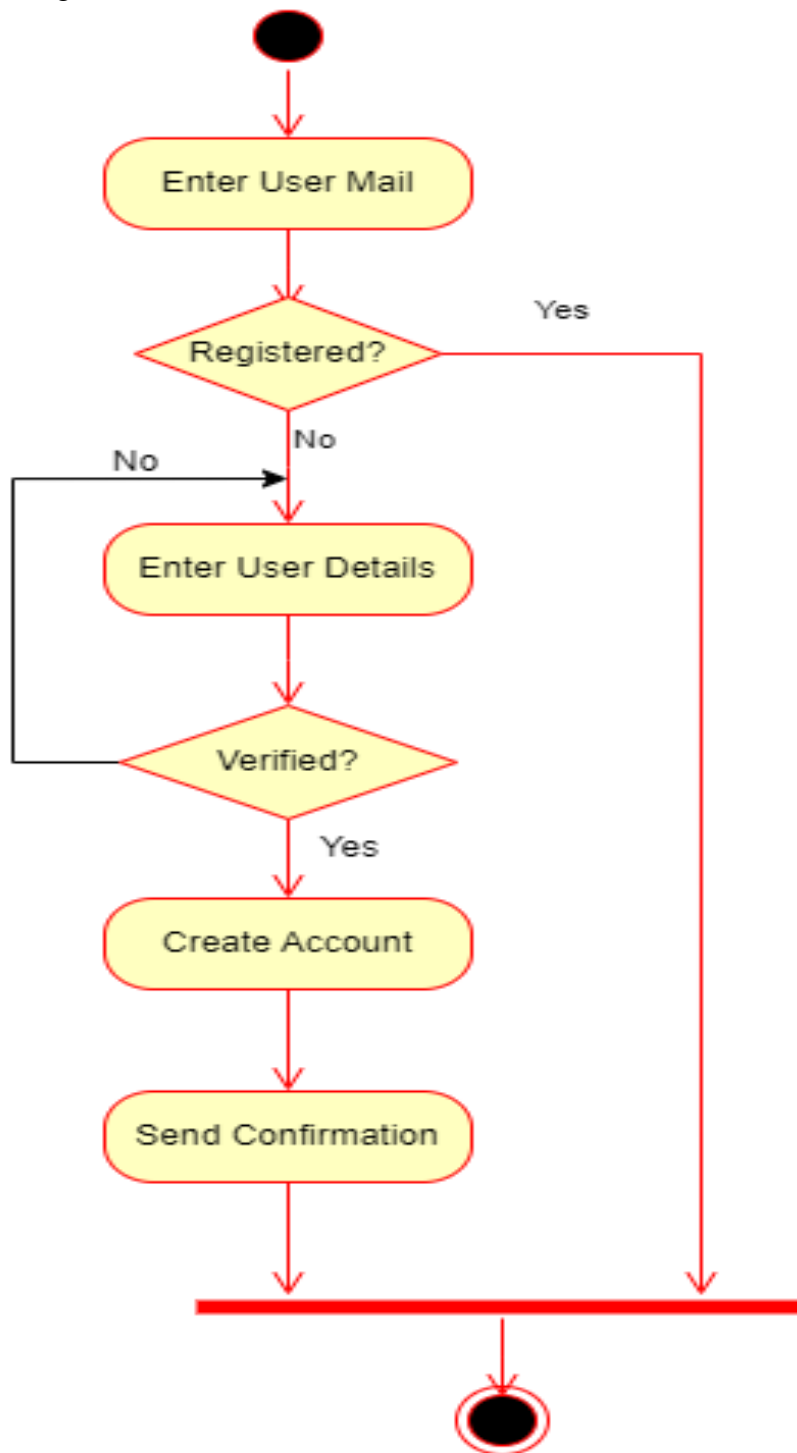 Enter User Mail
Yes
Registered?
No
No
Enter User Details
Verified?
Yes
Create Account
Send Confirmation